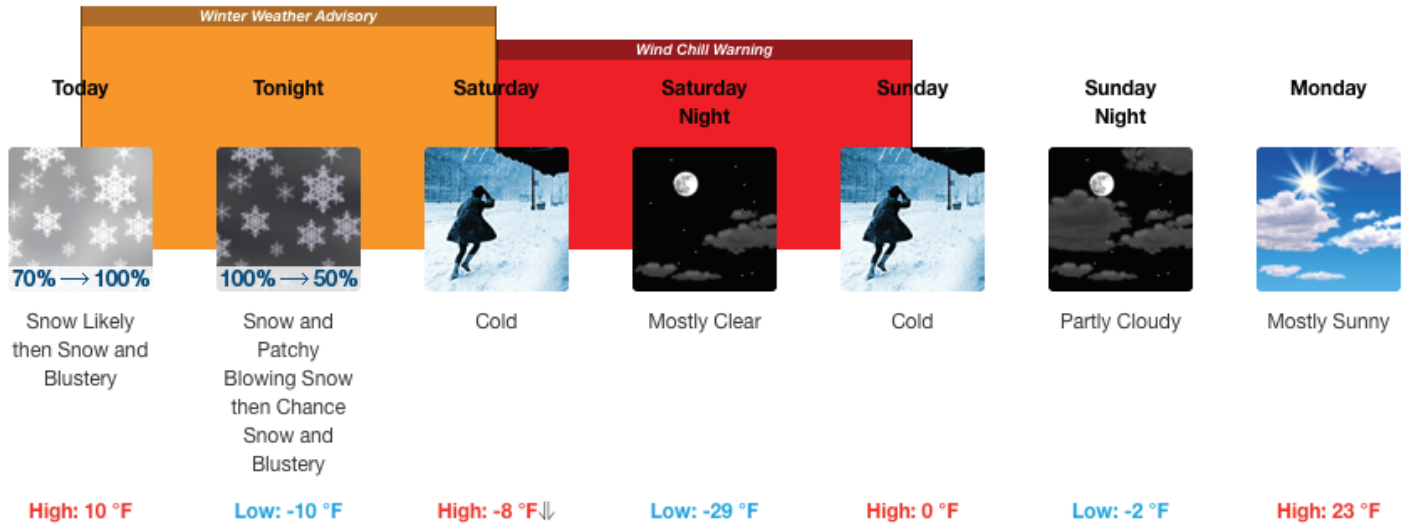 Winter Weather Advisory
Wind Chill Warning
Today
Tonight
Saturday
Saturday
Night
Sunday
Sunday
Night
Monday
70% → 100%
100% → 50%
Snow Likely
then Snow and
Blustery
Snow and
Patchy
Blowing Snow
then Chance
Snow and
Blustery
Cold
Mostly Clear
Cold
Partly Cloudy
Mostly Sunny
High: 10 °F
Low: -10 °F
High: -8 °F⇓
Low: -29 °F
High: 0 °F
Low: -2 °F
High: 23 °F